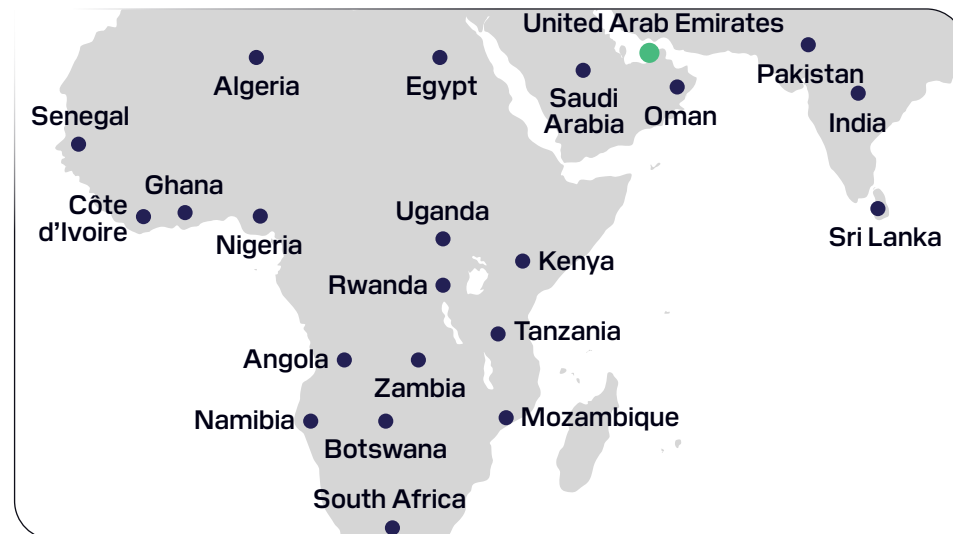 United Arab Emirates
Algeria
Egypt
Pakistan
Saudi
Arabia
Oman
India
Senegal
Ghana
Côte
d’Ivoire
Nigeria
Uganda
Sri Lanka
Kenya
Rwanda
Tanzania
Angola
Zambia
Namibia
Mozambique
Botswana
South Africa